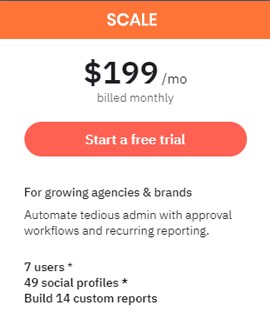 SCALE
$199 /mo
billed monthly
Start a free trial
For growing agencies & brands
Automate tedious admin with approval
workflows and recurring reporting.
7 users *
49 social profiles *
Build 14 custom reports